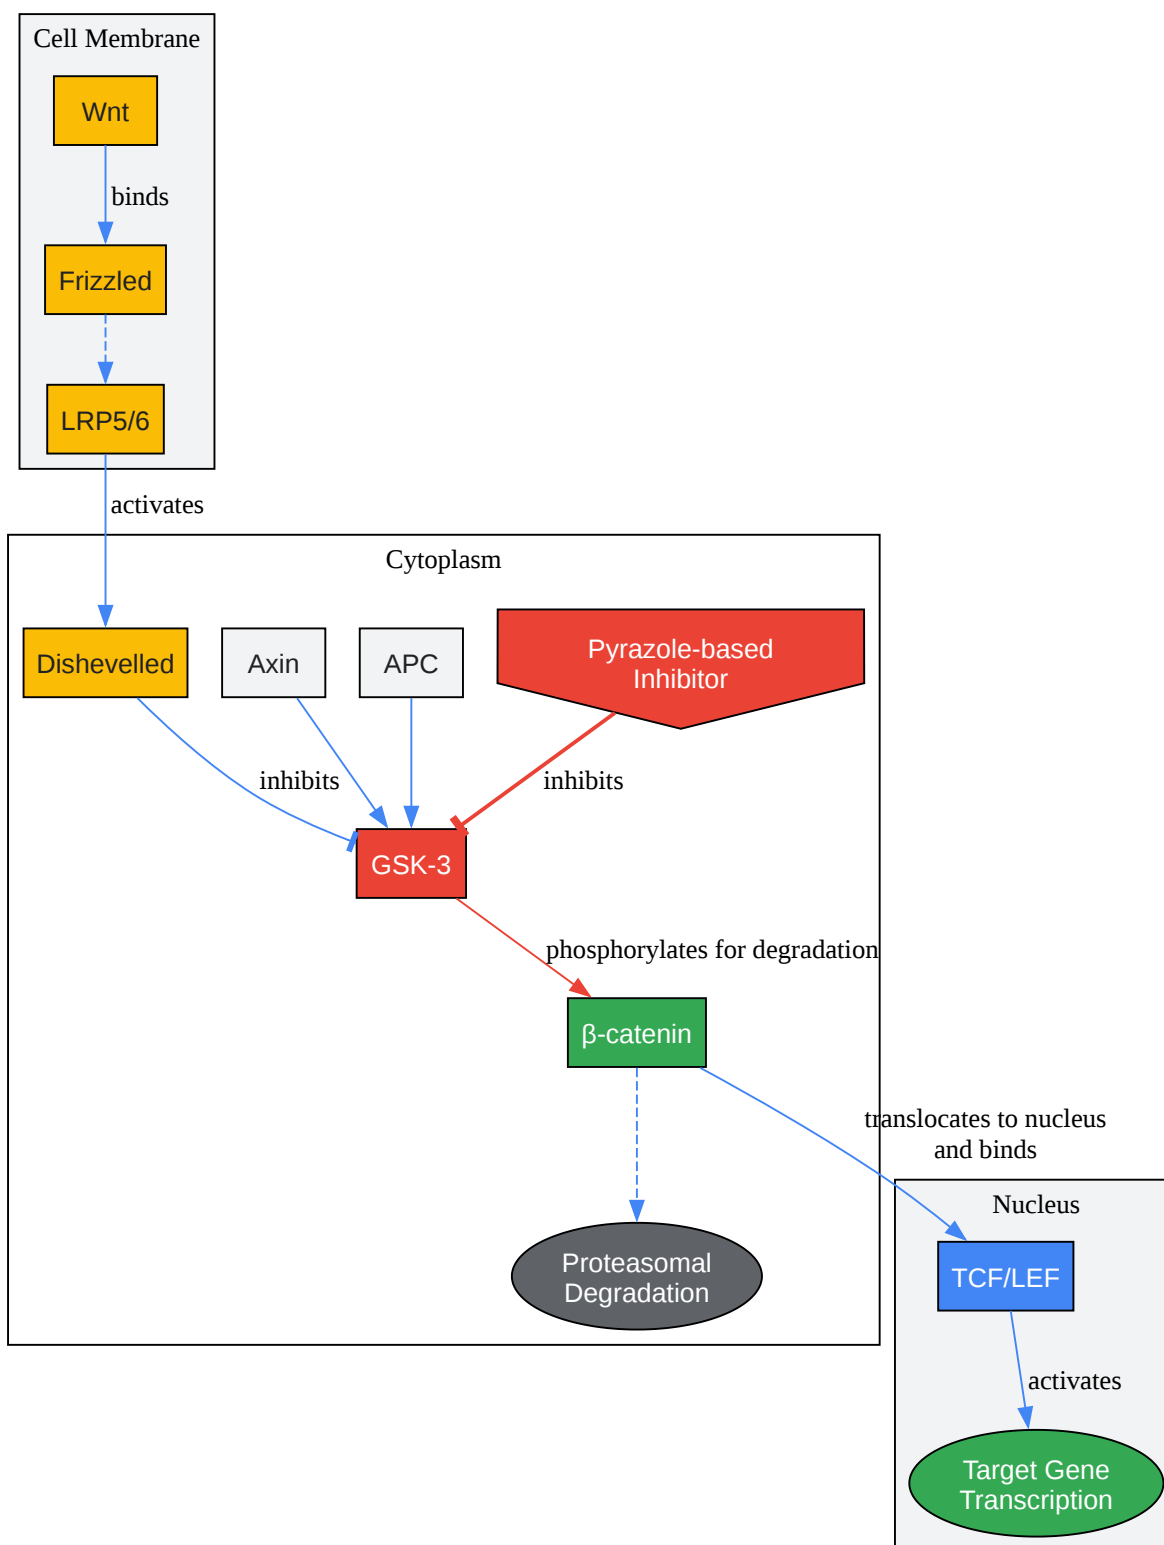 Cell Membrane
Wnt
binds
Frizzled
LRP5/6
activates
Cytoplasm
Dishevelled
Axin
APC
Pyrazole-based
Inhibitor
inhibits
inhibits
GSK-3
phosphorylates for degradation
β-catenin
translocates to nucleus
and binds
Nucleus
Proteasomal
Degradation
TCF/LEF
activates
Target Gene
Transcription